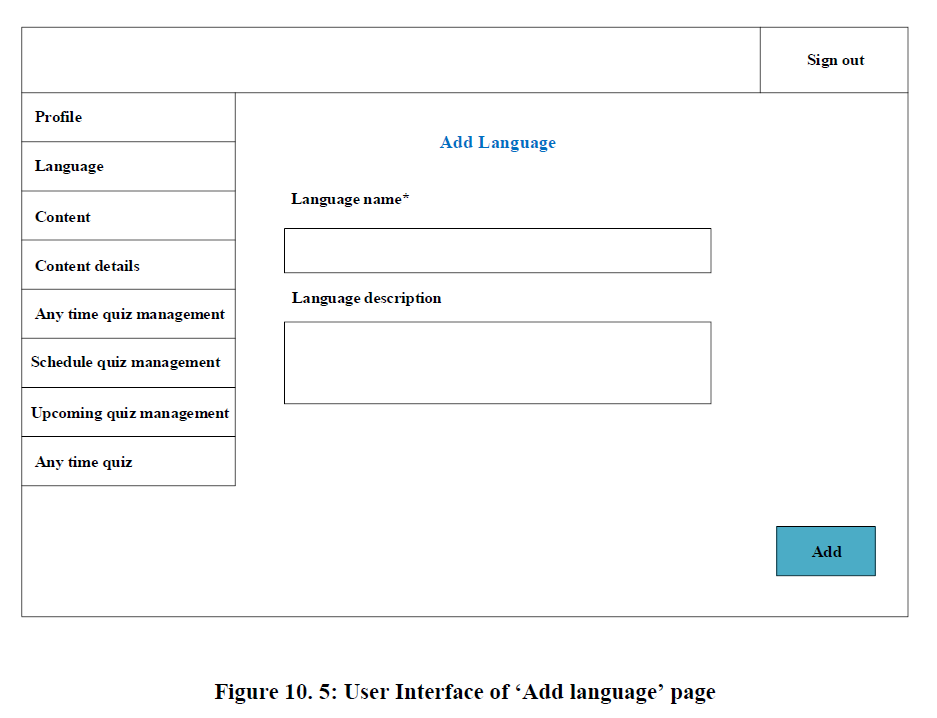 Sign out
Profile
Language
Content
Content details
Any time quiz management
Schedule quiz management
Upcoming quiz management
Any time quiz
Add Language
Language name*
Language description
Add
Figure 10. 5: User Interface of ‘Add language’ page